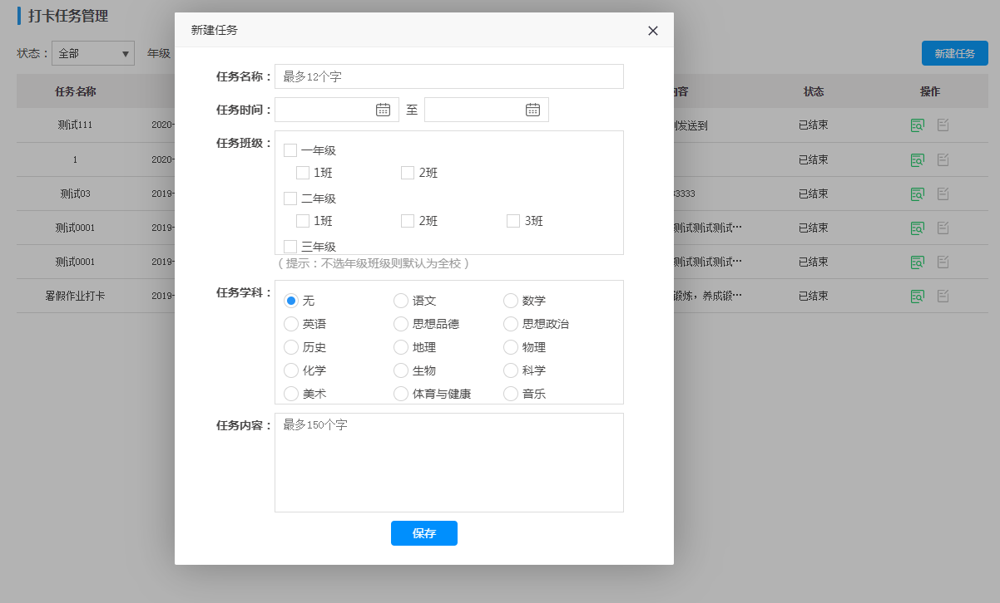 打卡任务管理
状态： 全部 年级
新建任务
任务名称 状态 操作
测试111 2020- 发送到 已结束
1 2020- 已结束
测试03 2019- 3333 已结束
测试0001 2019- 测试测试测试… 已结束
测试0001 2019- 测试测试测试… 已结束
暑假作业打卡 2019- 锻炼，养成锻… 已结束
新建任务
任务名称： 最多12个字
任务时间： 至
任务班级：
一年级
1班 2班
二年级
1班 2班 3班
三年级
（提示：不选年级班级则默认为全校）
任务学科：
无 语文 数学
英语 思想品德 思想政治
历史 地理 物理
化学 生物 科学
美术 体育与健康 音乐
任务内容： 最多150个字
保存